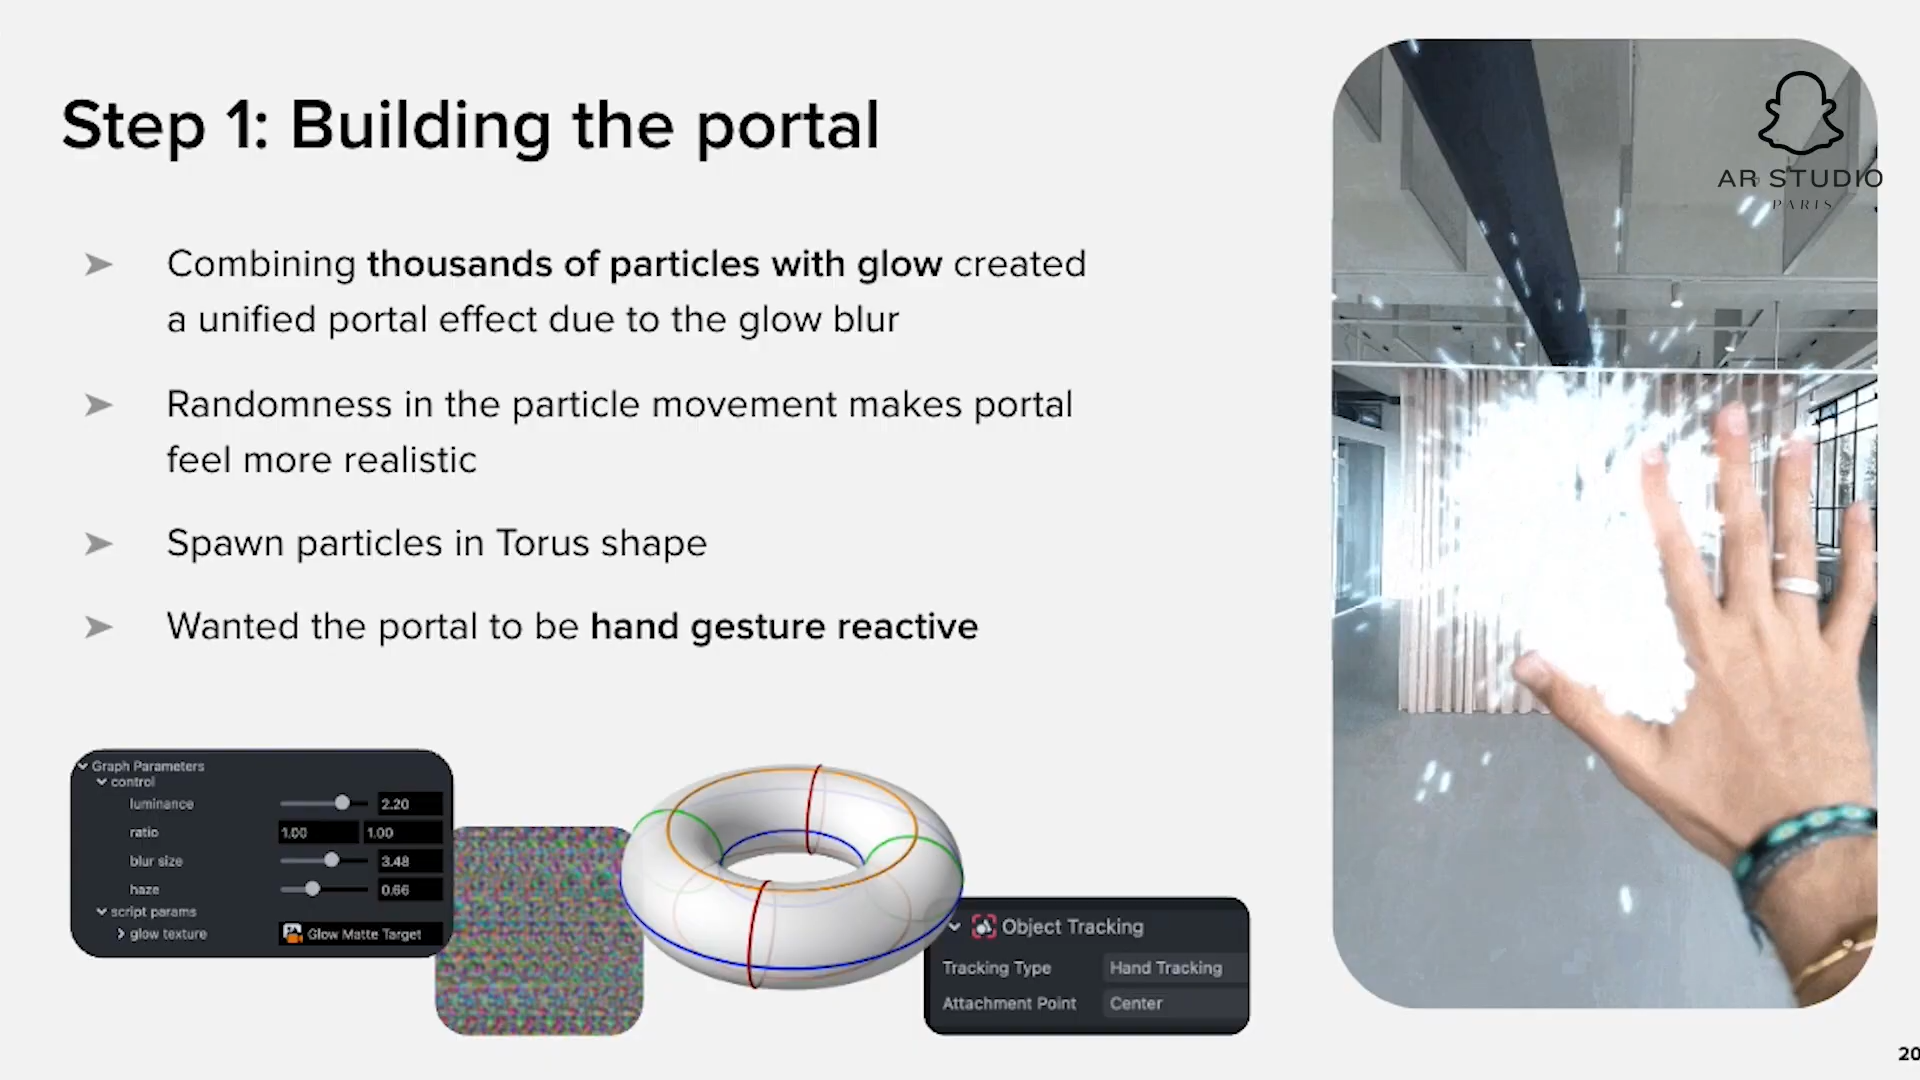 Step 1: Building the portal
AR STUDIO
PARIS
➤ Combining thousands of particles with glow created
a unified portal effect due to the glow blur
➤ Randomness in the particle movement makes portal
feel more realistic
➤ Spawn particles in Torus shape
➤ Wanted the portal to be hand gesture reactive
Graph Parameters
control
luminance 2.20
ratio 1.00 1.00
blur size 3.48
haze 0.66
script params
glow texture Glow Matte Target
Object Tracking
Tracking Type Hand Tracking
Attachment Point Center
20